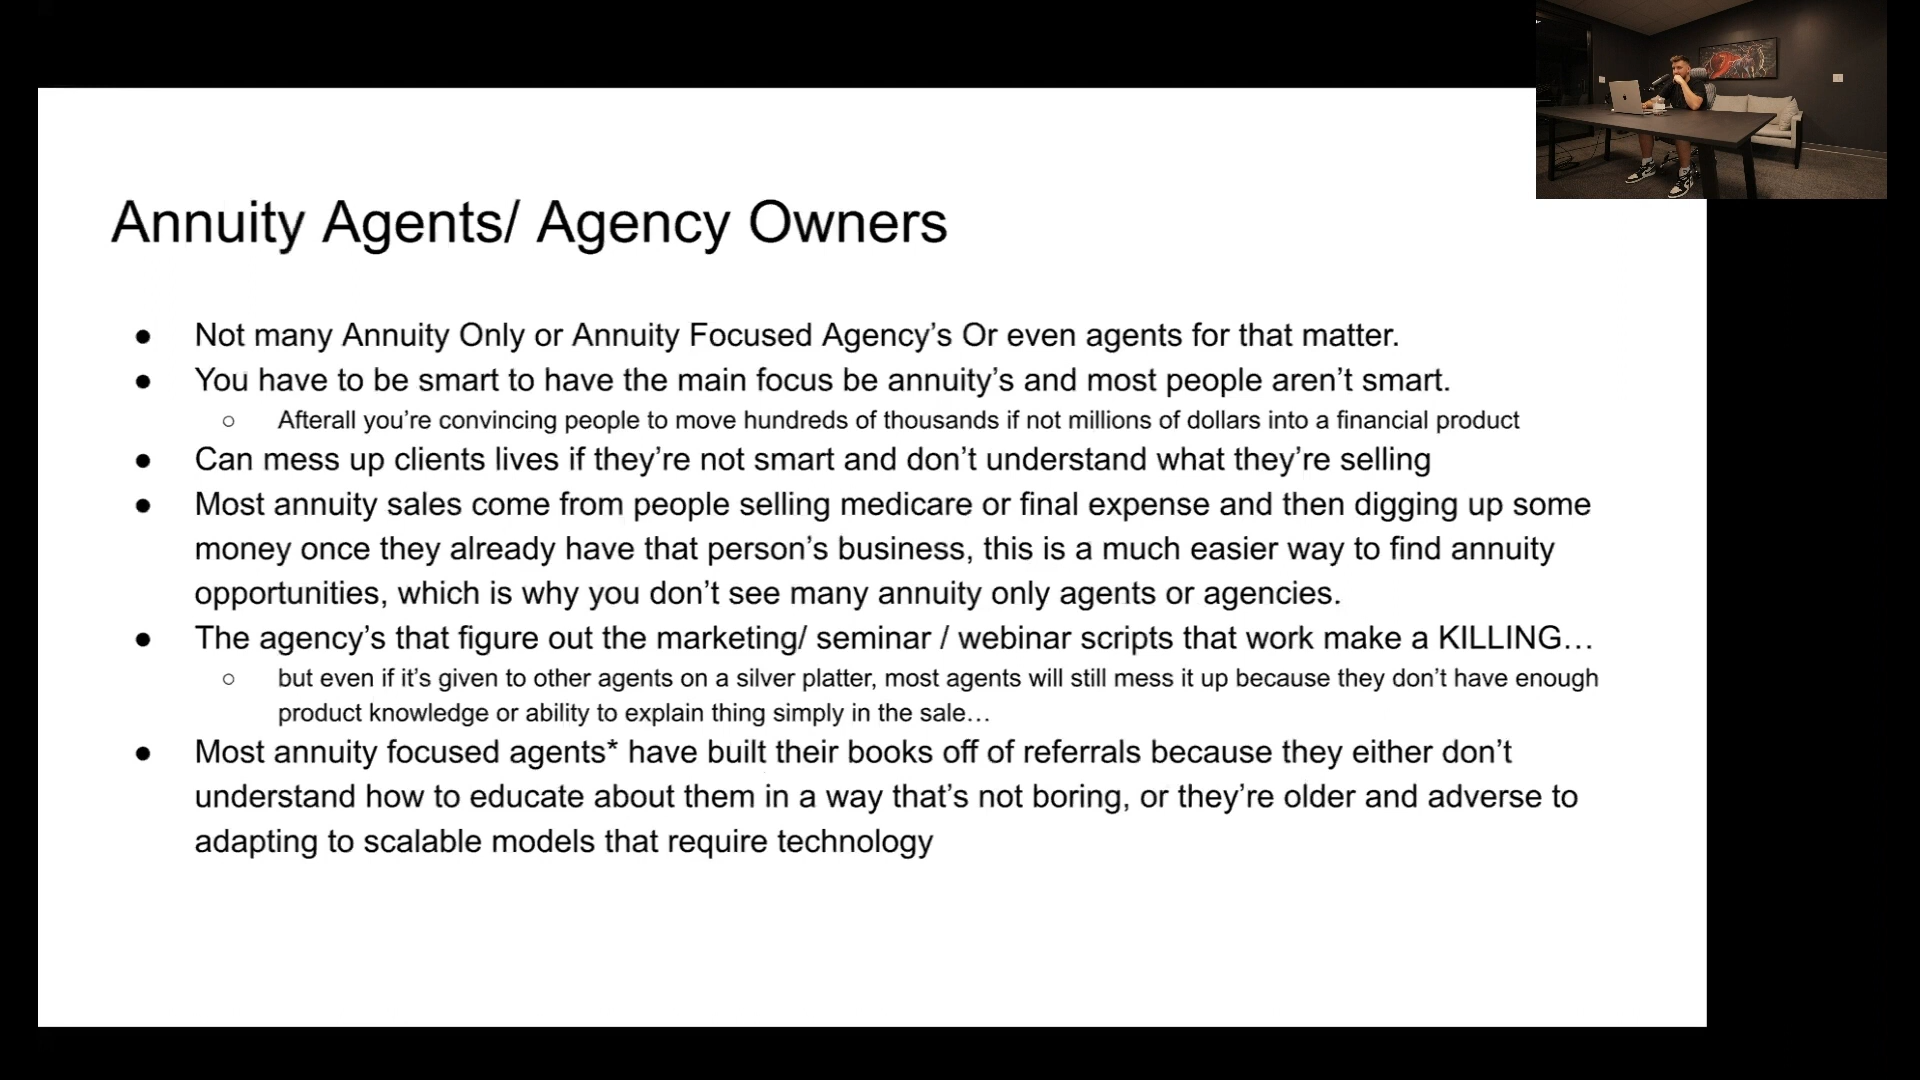 Annuity Agents/ Agency Owners
● Not many Annuity Only or Annuity Focused Agency’s Or even agents for that matter.
● You have to be smart to have the main focus be annuity’s and most people aren’t smart.
○ Afterall you’re convincing people to move hundreds of thousands if not millions of dollars into a financial product
● Can mess up clients lives if they’re not smart and don’t understand what they’re selling
● Most annuity sales come from people selling medicare or final expense and then digging up some
money once they already have that person’s business, this is a much easier way to find annuity
opportunities, which is why you don’t see many annuity only agents or agencies.
● The agency’s that figure out the marketing/ seminar / webinar scripts that work make a KILLING…
○ but even if it’s given to other agents on a silver platter, most agents will still mess it up because they don’t have enough
product knowledge or ability to explain thing simply in the sale…
● Most annuity focused agents* have built their books off of referrals because they either don’t
understand how to educate about them in a way that’s not boring, or they’re older and adverse to
adapting to scalable models that require technology